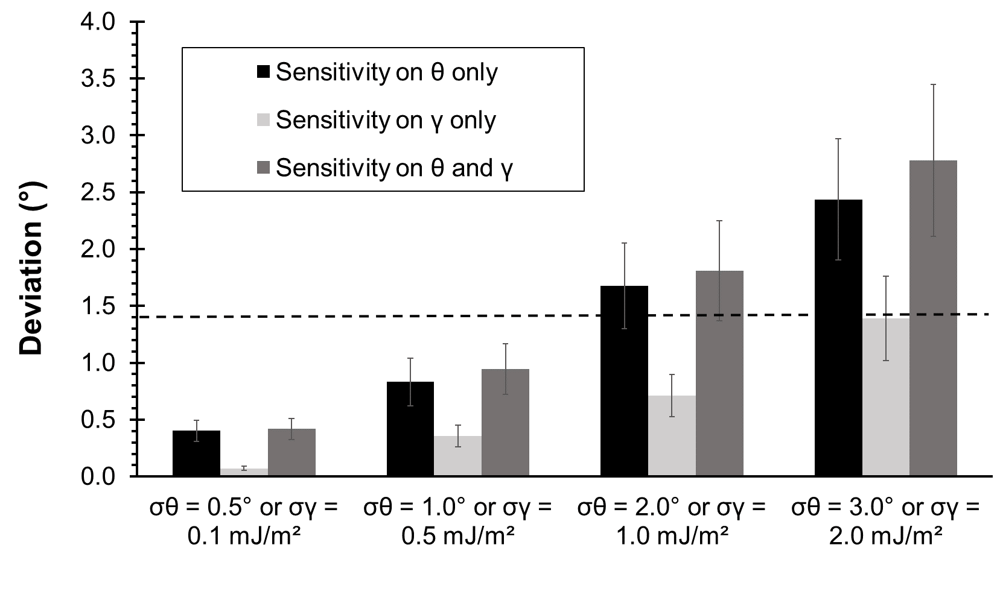 4.0
3.5
3.0
2.5
2.0
1.5
1.0
0.5
0.0
Deviation (°)
Sensitivity on θ only
Sensitivity on γ only
Sensitivity on θ and γ
σθ = 0.5° or σγ =
0.1 mJ/m²
σθ = 1.0° or σγ =
0.5 mJ/m²
σθ = 2.0° or σγ =
1.0 mJ/m²
σθ = 3.0° or σγ =
2.0 mJ/m²